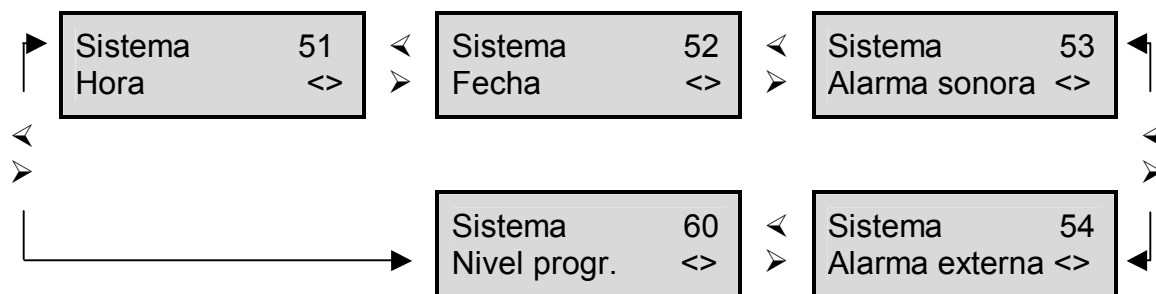 Sistema 51
Hora <>
Sistema 52
Fecha <>
Sistema 53
Alarma sonora <>
Sistema 60
Nivel progr. <>
Sistema 54
Alarma externa <>